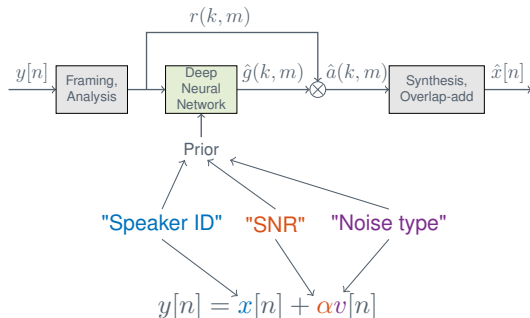 r(k, m)
y[n]
Framing,
Analysis
Deep
Neural
Network
ĝ(k, m)
⊗
â(k, m)
Synthesis,
Overlap-add
x̂[n]
Prior
"Speaker ID" "SNR" "Noise type"
y[n] = x[n] + αv[n]